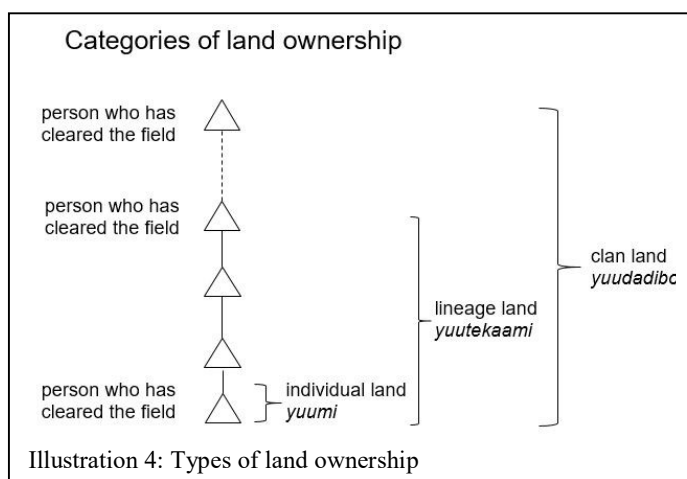 Categories of land ownership
person who has
cleared the field
person who has
cleared the field
clan land
yuudadibo
lineage land
yuutekaami
person who has
cleared the field
individual land
yuumi
Illustration 4: Types of land ownership